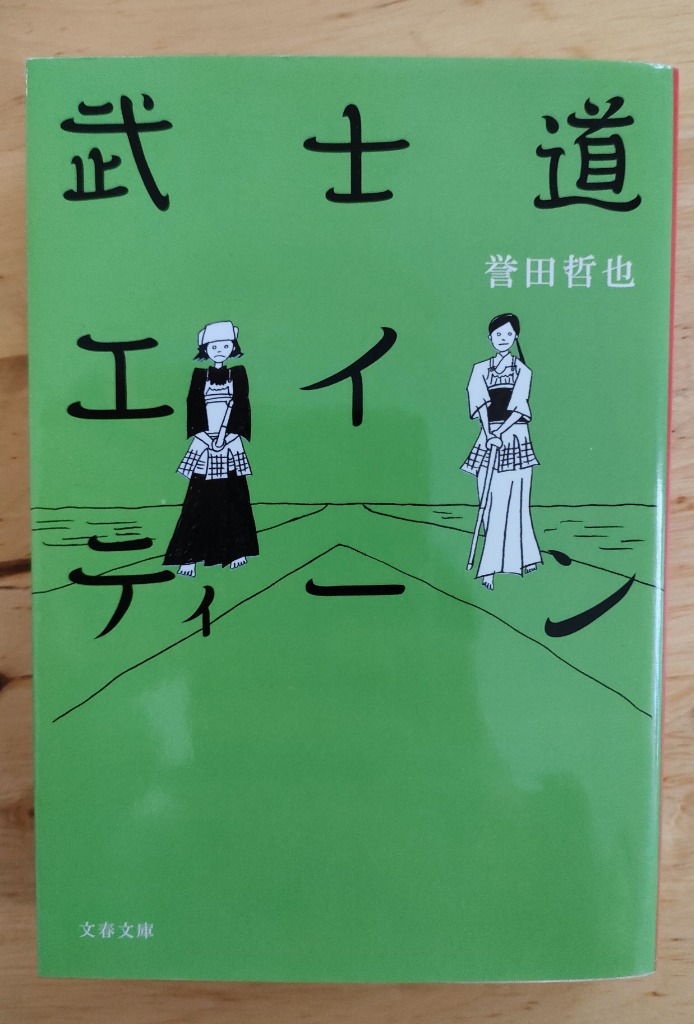 武士道
誉田哲也
エイ
ティーン
文春文庫